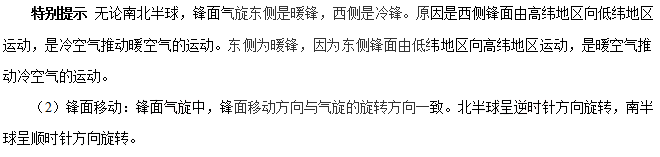 特别提示 无论南北半球，锋面气旋东侧是暖锋，西侧是冷锋。原因是西侧锋面由高纬地区向低纬地区
运动，是冷空气推动暖空气的运动。东侧为暖锋，因为东侧锋面由低纬地区向高纬地区运动，是暖空气推
动冷空气的运动。
（2）锋面移动：锋面气旋中，锋面移动方向与气旋的旋转方向一致。北半球呈逆时针方向旋转，南半
球呈顺时针方向旋转。